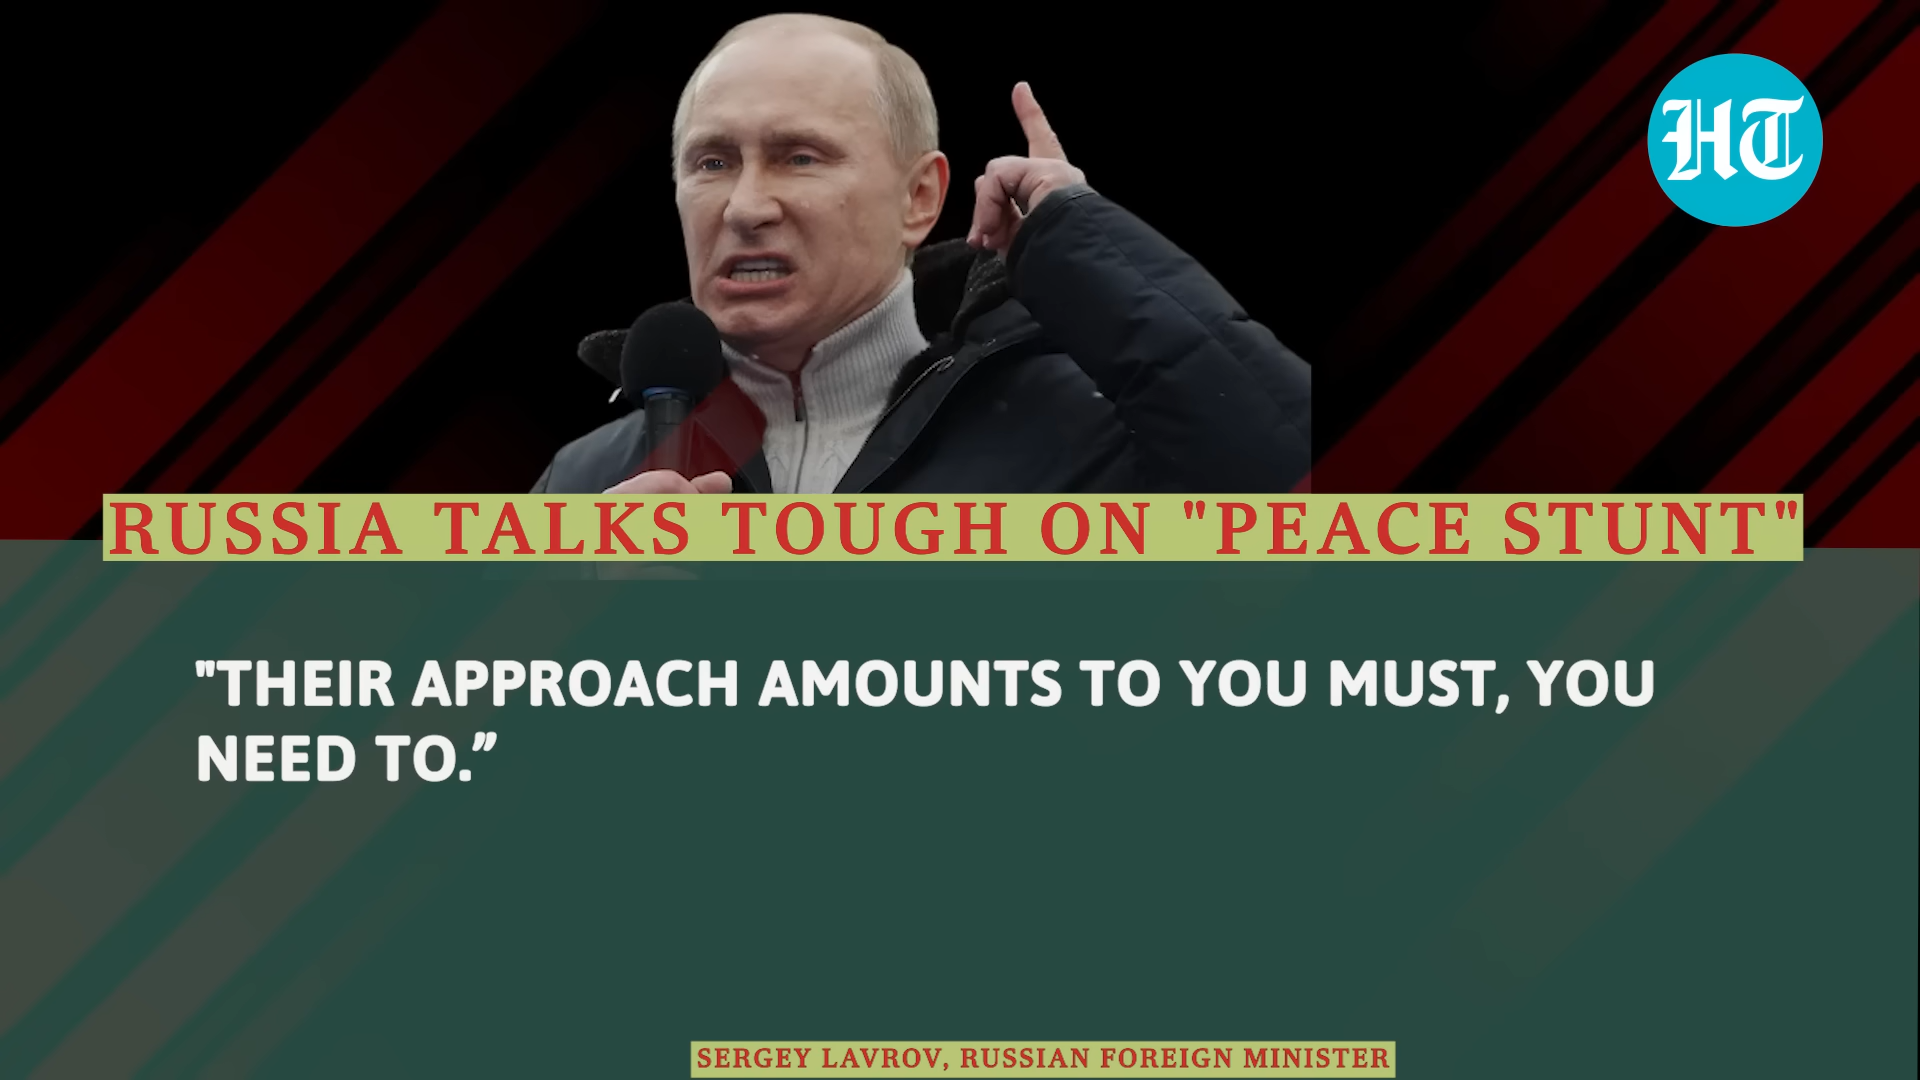 HT
RUSSIA TALKS TOUGH ON "PEACE STUNT"
"THEIR APPROACH AMOUNTS TO YOU MUST, YOU
NEED TO.”
SERGEY LAVROV, RUSSIAN FOREIGN MINISTER